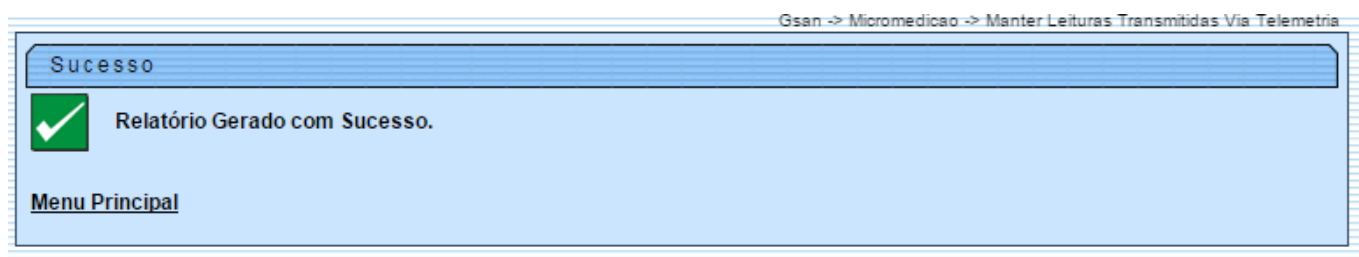 Gsan -> Micromedicao -> Manter Leituras Transmitidas Via Telemetria
Sucesso
Relatório Gerado com Sucesso.
Menu Principal